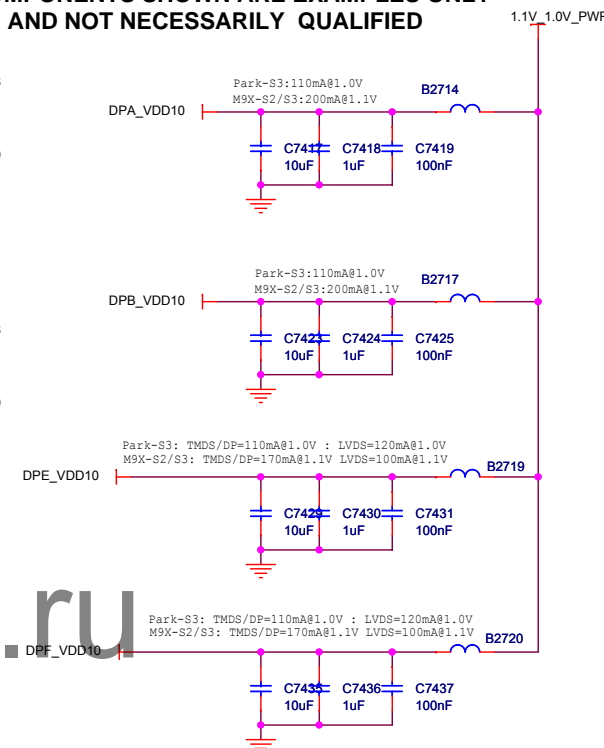 AND NOT NECESSARILY QUALIFIED
Park-S3:110mA@1.0V
M9X-S2/S3:200mA@1.1V
B2714
DPA_VDD10
C7417
10uF
C7418
1uF
C7419
100nF
Park-S3:110mA@1.0V
M9X-S2/S3:200mA@1.1V
B2717
DPB_VDD10
C7423
10uF
C7424
1uF
C7425
100nF
Park-S3: TMDS/DP=110mA@1.0V : LVDS=120mA@1.0V
M9X-S2/S3: TMDS/DP=170mA@1.1V LVDS=100mA@1.1V
B2719
DPE_VDD10
C7429
10uF
C7430
1uF
C7431
100nF
.ru
Park-S3: TMDS/DP=110mA@1.0V : LVDS=120mA@1.0V
M9X-S2/S3: TMDS/DP=170mA@1.1V LVDS=100mA@1.1V
B2720
DPF_VDD10
C7435
10uF
C7436
1uF
C7437
100nF